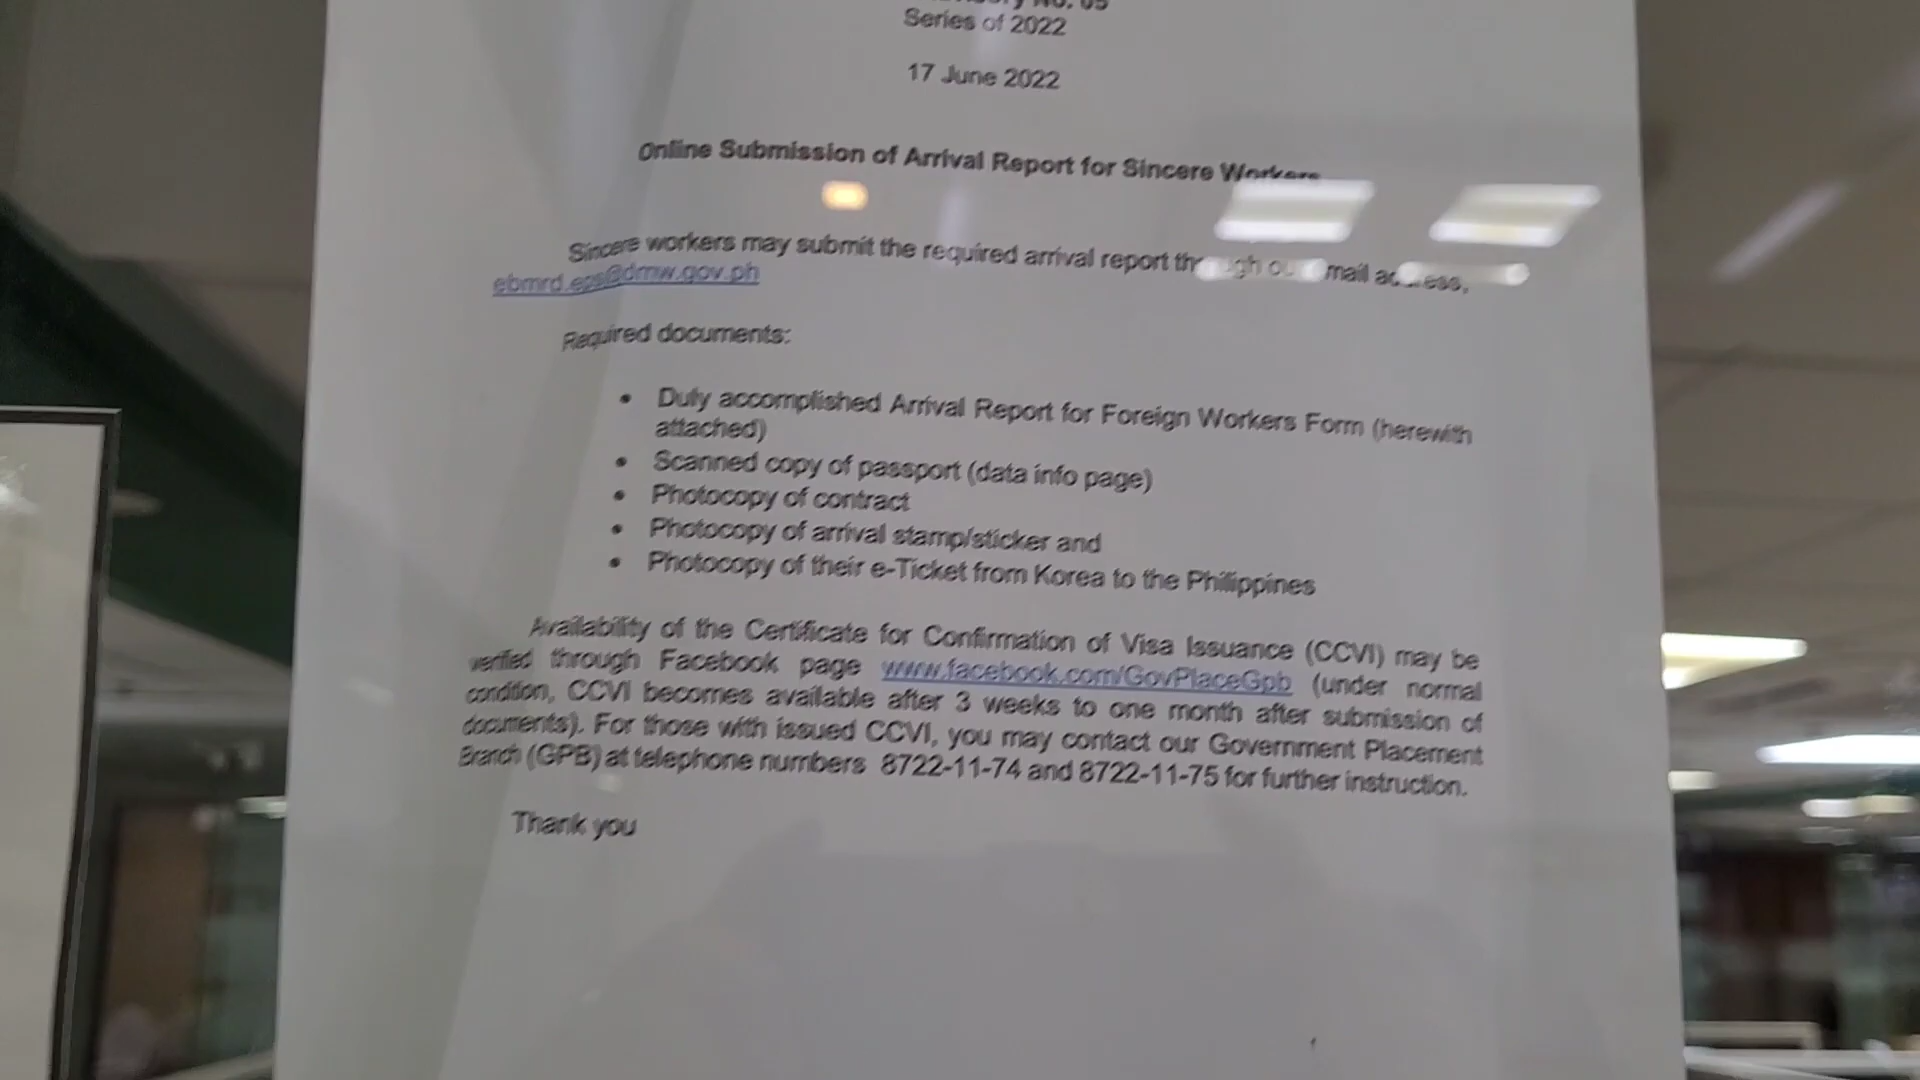 No. 05
Series of 2022
17 June 2022
Online Submission of Arrival Report for Sincere Workers
Sincere workers may submit the required arrival report through our email address,
ebmrd.eps@dmw.gov.ph
Required documents:
• Duly accomplished Arrival Report for Foreign Workers Form (herewith
attached)
• Scanned copy of passport (data info page)
• Photocopy of contract
• Photocopy of arrival stamp/sticker and
• Photocopy of their e-Ticket from Korea to the Philippines
Availability of the Certificate for Confirmation of Visa Issuance (CCVI) may be
verified through Facebook page www.facebook.com/GovPlaceGpb (under normal
condition, CCVI becomes available after 3 weeks to one month after submission of
documents). For those with issued CCVI, you may contact our Government Placement
Branch (GPB) at telephone numbers 8722-11-74 and 8722-11-75 for further instruction.
Thank you